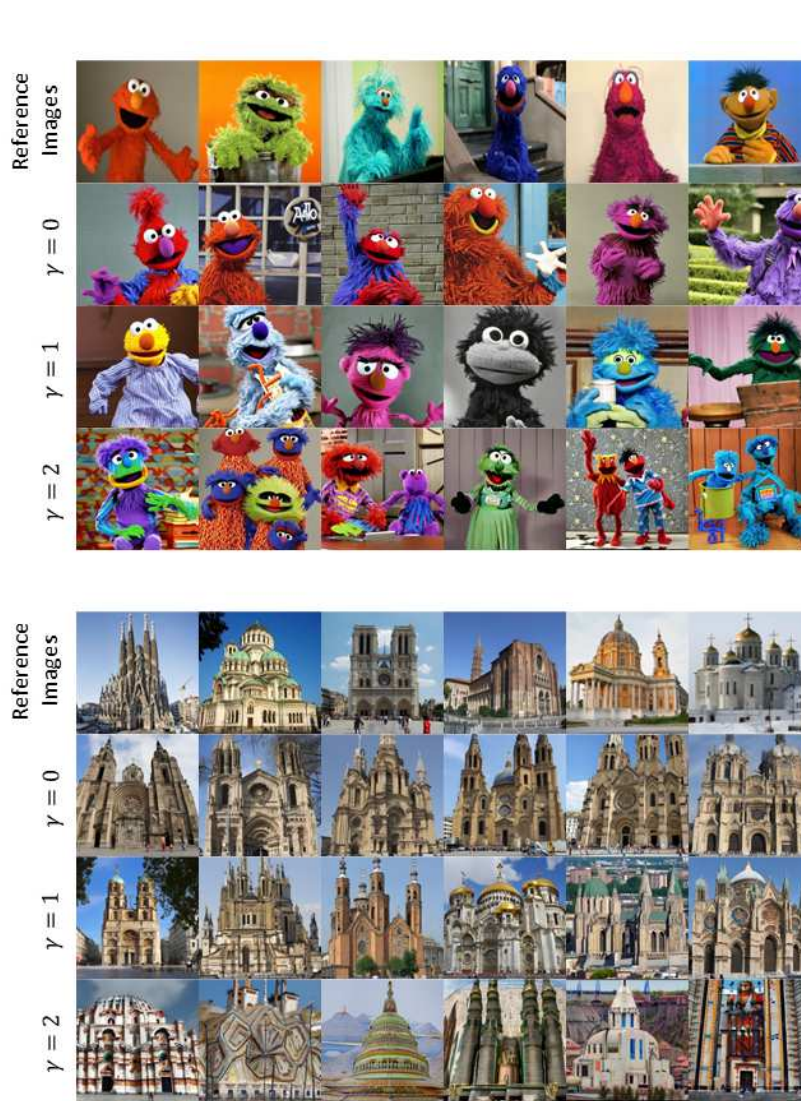 Reference
Images
γ = 0
γ = 1
γ = 2
Reference
Images
γ = 0
γ = 1
γ = 2